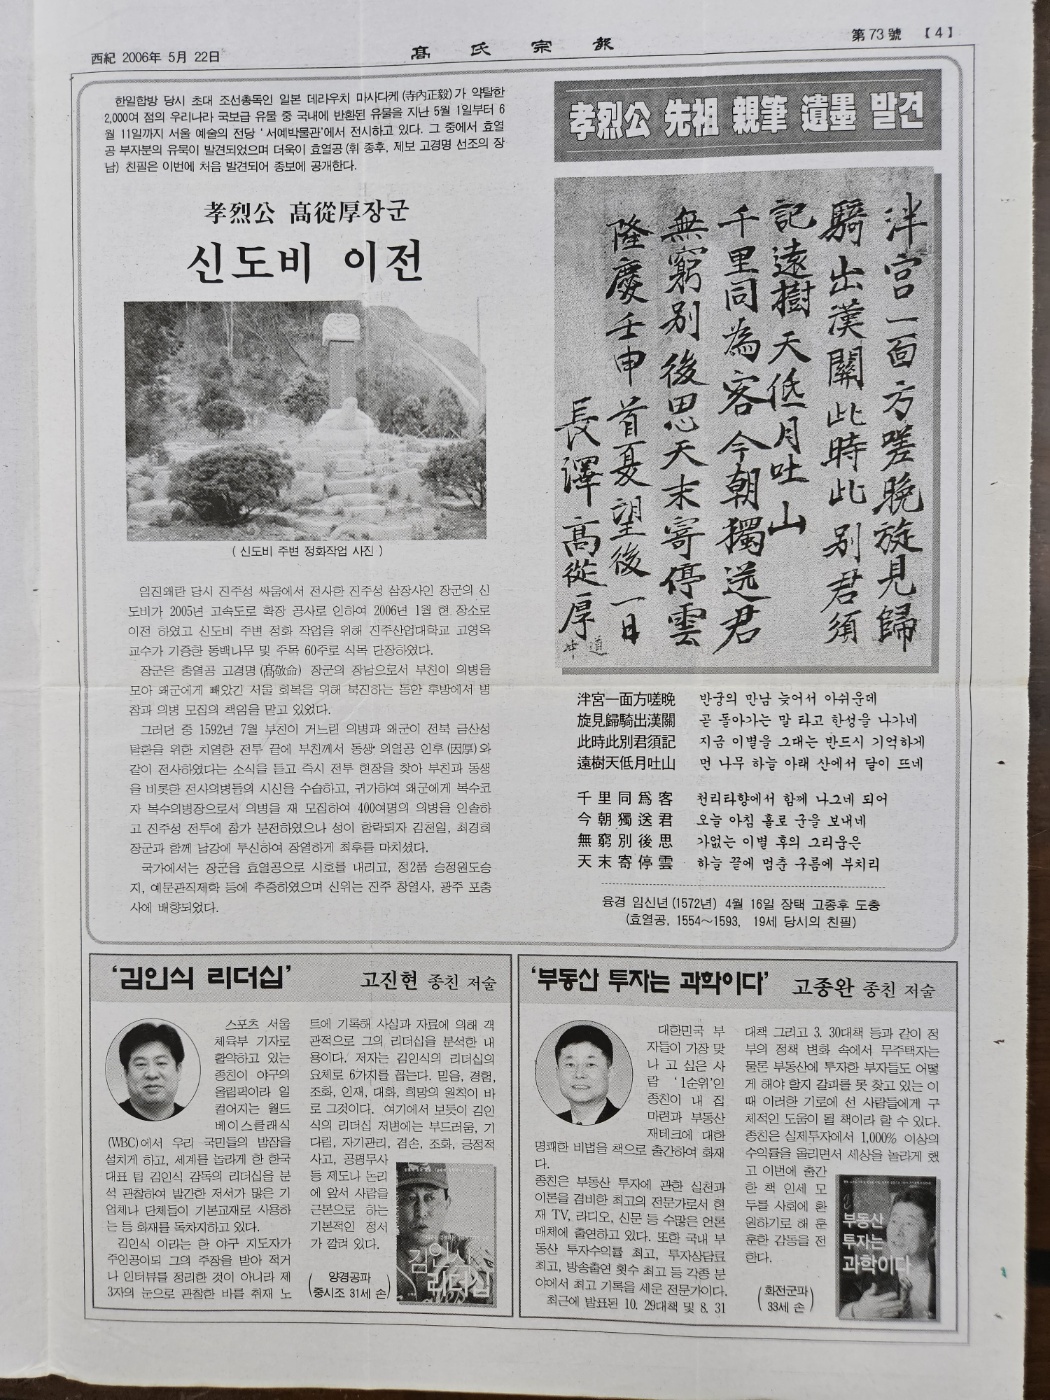 西紀 2006年 5月 22日
髙氏宗報
第73號 【4】
한일합방 당시 초대 조선총독인 일본 데라우치 마사다케(寺內正毅)가 약탈한
2,000여 점의 우리나라 국보급 유물 중 국내에 반환된 유물을 지난 5월 1일부터 6
월 11일까지 서울 예술의 전당 '서예박물관'에서 전시하고 있다. 그 중에서 효열
공 부자분의 유묵이 발견되었으며 더욱이 효열공(휘 종후, 제보 고경명 선조의 장
남) 친필은 이번에 처음 발견되어 종보에 공개한다.
孝烈公 髙從厚장군
신도비 이전
( 신도비 주변 정화작업 사진 )
임진왜란 당시 진주성 싸움에서 전사한 진주성 삼장사인 장군의 신
도비가 2005년 고속도로 확장 공사로 인하여 2006년 1월 현 장소로
이전 하였고 신도비 주변 정화 작업을 위해 진주산업대학교 고영옥
교수가 기증한 동백나무 및 주목 60주로 식목 단장하였다.
장군은 충열공 고경명(髙敬命) 장군의 장남으로서 부친이 의병을
모아 왜군에게 빼았긴 서울 회복을 위해 북진하는 동안 후방에서 병
참과 의병 모집의 책임을 맡고 있었다.
그러던 중 1592년 7월 부친이 거느린 의병과 왜군이 전북 금산성
탈환을 위한 치열한 전투 끝에 부친께서 동생 의열공 인후(因厚)와
같이 전사하였다는 소식을 듣고 즉시 전투 현장을 찾아 부친과 동생
을 비롯한 전사의병들의 시신을 수습하고, 귀가하여 왜군에게 복수코
자 복수의병장으로서 의병을 재 모집하여 400여명의 의병을 인솔하
고 진주성 전투에 참가 분전하였으나 성이 함락되자 김천일, 최경회
장군과 함께 남강에 투신하여 장렬하게 최후를 마치셨다.
국가에서는 장군을 효열공으로 시호를 내리고, 정2품 승정원도승
지, 예문관직제학 등에 추증하였으며 신위는 진주 창렬사, 광주 포충
사에 배향되었다.
孝烈公 先祖 親筆 遺墨 발견
泮宮一面方嗟晩旋見歸
騎出漢關此時此別君須
記遠樹天低月吐山
千里同為客今朝獨送君
無窮別後思天末寄停雲
隆慶壬申首夏望後一日
長澤高從厚
道冲
泮宮一面方嗟晩 반궁의 만남 늦어서 아쉬운데
旋見歸騎出漢關 곧 돌아가는 말 타고 한성을 나가네
此時此別君須記 지금 이별을 그대는 반드시 기억하게
遠樹天低月吐山 먼 나무 하늘 아래 산에서 달이 뜨네
千里同爲客 천리타향에서 함께 나그네 되어
今朝獨送君 오늘 아침 홀로 군을 보내네
無窮別後思 가없는 이별 후의 그리움은
天末寄停雲 하늘 끝에 멈춘 구름에 부치리
융경 임신년(1572년) 4월 16일 장택 고종후 도충
(효열공, 1554～1593, 19세 당시의 친필)
'김인식 리더십' 고진현 종친 저술
스포츠 서울
체육부 기자로
활약하고 있는
종친이 야구의
올림픽이라 일
컬어지는 월드
베이스클래식
(WBC)에서 우리 국민들의 밤잠을
설치게 하고, 세계를 놀라게 한 한국
대표 팀 김인식 감독의 리더십을 분
석 관찰하여 발간한 저서가 많은 기
업체나 단체들이 기본교재로 사용하
는 등 화제를 독차지하고 있다.
김인식 이라는 한 야구 지도자가
주인공이되 그의 주장을 받아 적거
나 인터뷰를 정리한 것이 아니라 제
3자의 눈으로 관찰한 바를 취재 노
트에 기록해 사실과 자료에 의해 객
관적으로 그의 리더십을 분석한 내
용이다. 저자는 김인식의 리더십의
요체로 6가지를 꼽는다. 믿음, 경험,
조화, 인재, 대화, 희망의 원칙이 바
로 그것이다. 여기에서 보듯이 김인
식의 리더십 저변에는 부드러움, 기
다림, 자기관리, 겸손, 조화, 긍정적
사고, 공명무사
등 제도나 논리
에 앞서 사람을
근본으로 하는
기본적인 정서
가 깔려 있다.
(양경공파
중시조 31세 손)
김인식
리더십
'부동산 투자는 과학이다' 고종완 종친 저술
대한민국 부
자들이 가장 맞
나 고 싶은 사
람 '1순위'인
종친이 내 집
마련과 부동산
재테크에 대한
명쾌한 비법을 책으로 출간하여 화재
다.
종친은 부동산 투자에 관한 실천과
이론을 겸비한 최고의 전문가로서 현
재 TV, 라디오, 신문 등 수많은 언론
매체에 출연하고 있다. 또한 국내 부
동산 투자수익률 최고, 투자상담료
최고, 방송출연 횟수 최고 등 각종 분
야에서 최고 기록을 세운 전문가이다.
최근에 발표된 10. 29대책 및 8. 31
대책 그리고 3. 30대책 등과 같이 정
부의 정책 변화 속에서 무주택자는
물론 부동산에 투자한 부자들도 어떻
게 해야 할지 갈피를 못 잡고 있는 이
때 이러한 기로에 선 사람들에게 구
체적인 도움이 될 책이라 할 수 있다.
종친은 실제투자에서 1,000% 이상의
수익률을 올리면서 세상을 놀라게 했
고 이번에 출간
한 책 인세 모
두를 사회에 환
원하기로 해 훈
훈한 감동을 전
한다.
(화전군파
33세 손)
부동산
투자는
과학이다